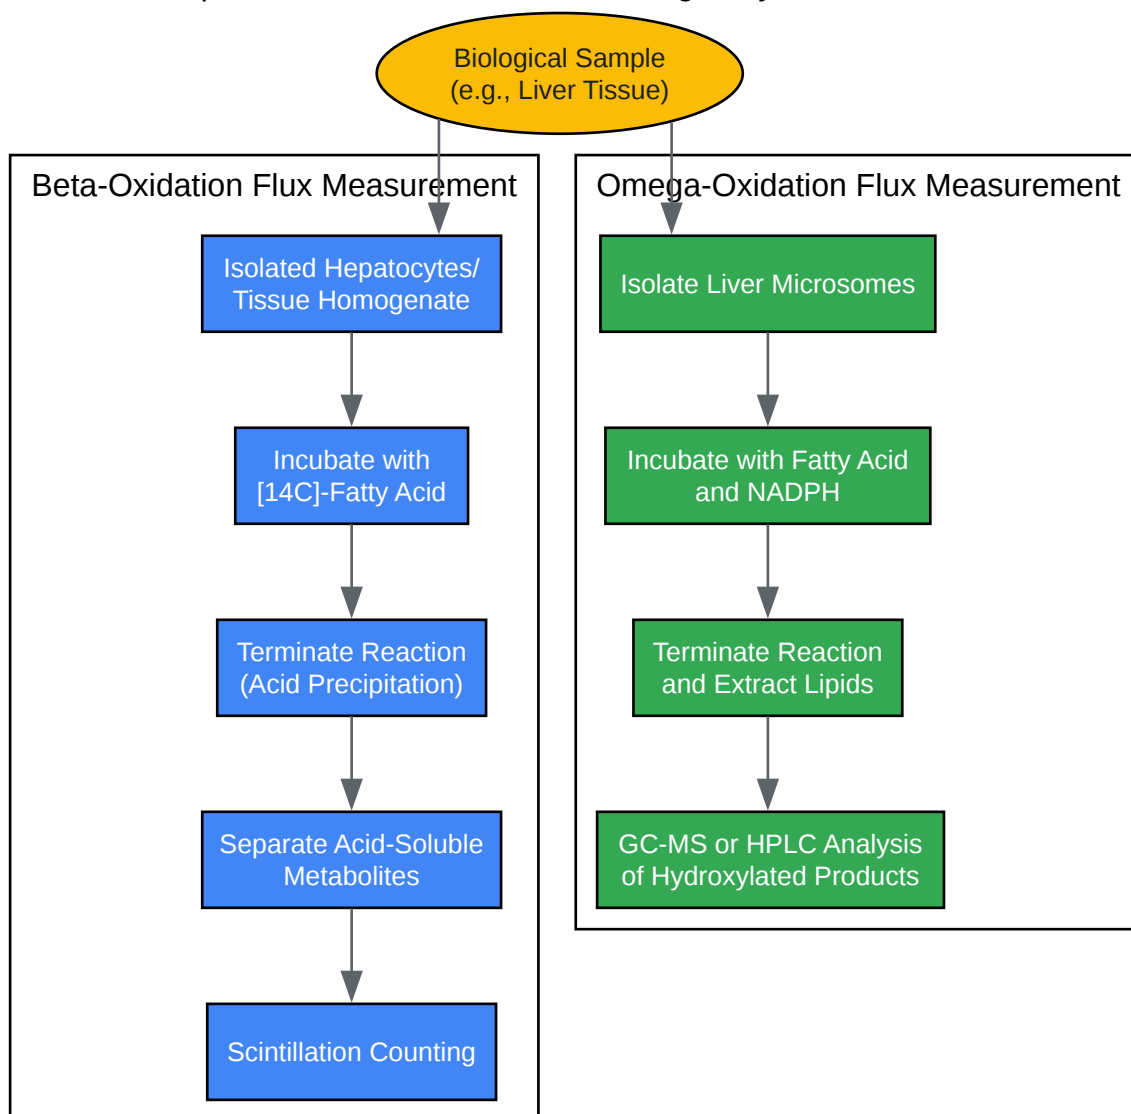 Biological Sample
(e.g., Liver Tissue)
Beta-Oxidation Flux Measurement
Isolated Hepatocytes/
Tissue Homogenate
Incubate with
[14C]-Fatty Acid
Terminate Reaction
(Acid Precipitation)
Separate Acid-Soluble
Metabolites
Scintillation Counting
Omega-Oxidation Flux Measurement
Isolate Liver Microsomes
Incubate with Fatty Acid
and NADPH
Terminate Reaction
and Extract Lipids
GC-MS or HPLC Analysis
of Hydroxylated Products